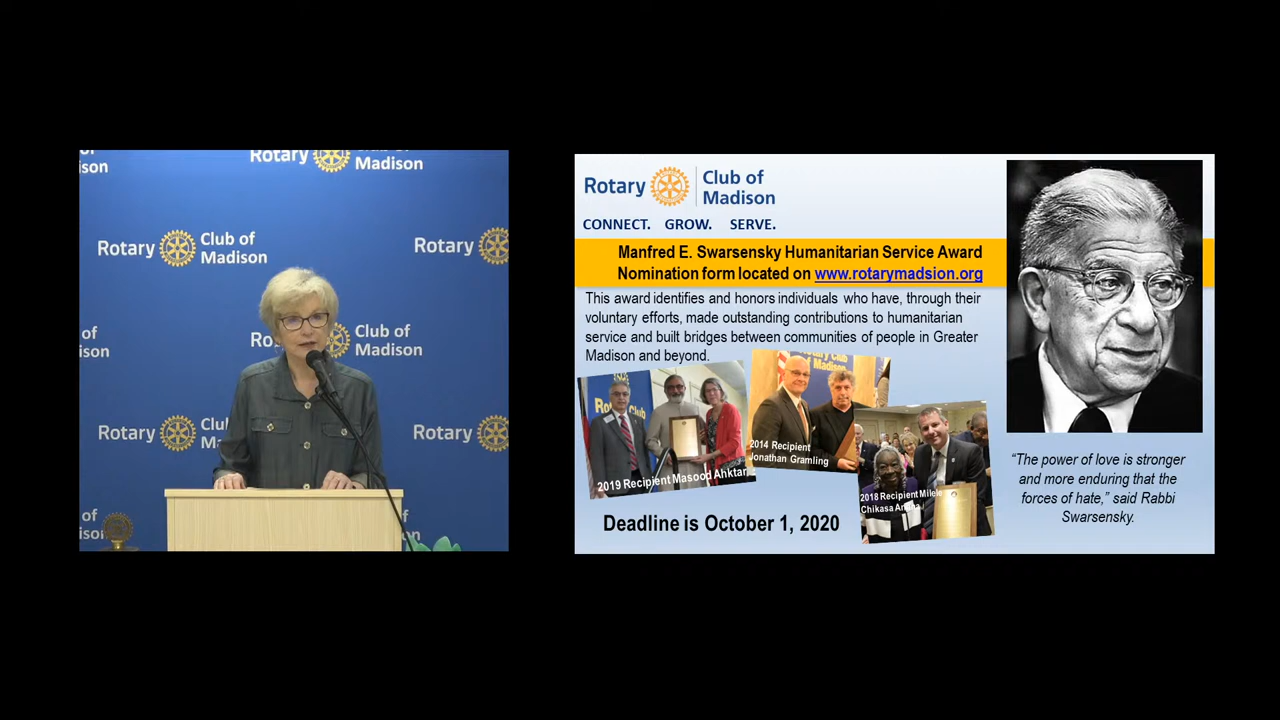 ison
Rotary
Club of
Madison
Rotary
Club of
Madison
Rotary
b of
dison
Club of
Madison
Rotary
Rotary
b of
Rotary
Club of
Madison
CONNECT. GROW. SERVE.
Manfred E. Swarsensky Humanitarian Service Award
Nomination form located on www.rotarymadsion.org
This award identifies and honors individuals who have, through their
voluntary efforts, made outstanding contributions to humanitarian
service and built bridges between communities of people in Greater
Madison and beyond.
2019 Recipient Masood Ahktar
2014 Recipient
Jonathan Gramling
2018 Recipient Milele
Chikasa
Deadline is October 1, 2020
“The power of love is stronger
and more enduring that the
forces of hate,” said Rabbi
Swarsensky.